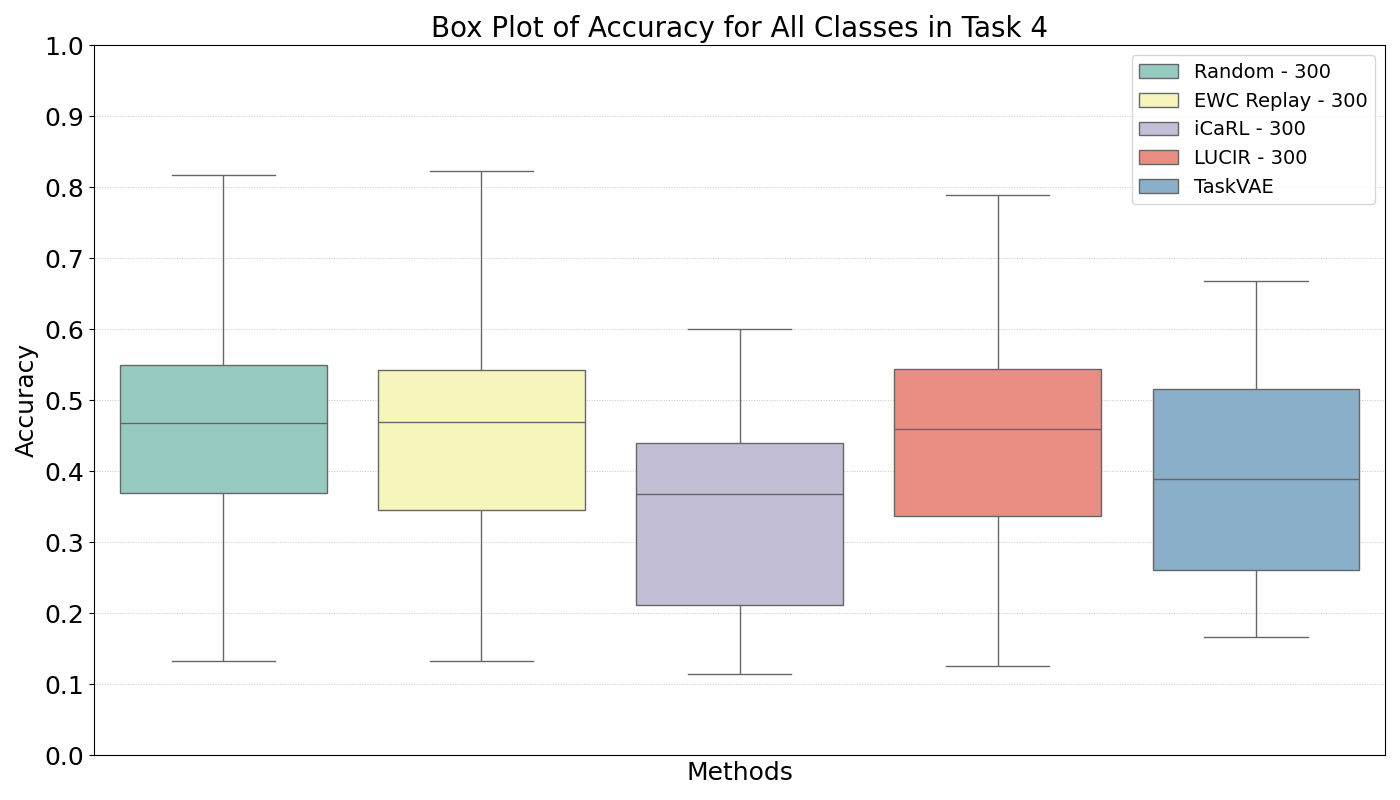 Box Plot of Accuracy for All Classes in Task 4
1.0
0.9
0.8
0.7
0.6
0.5
0.4
0.3
0.2
0.1
0.0
Accuracy
Methods
Random - 300
EWC Replay - 300
iCaRL - 300
LUCIR - 300
TaskVAE